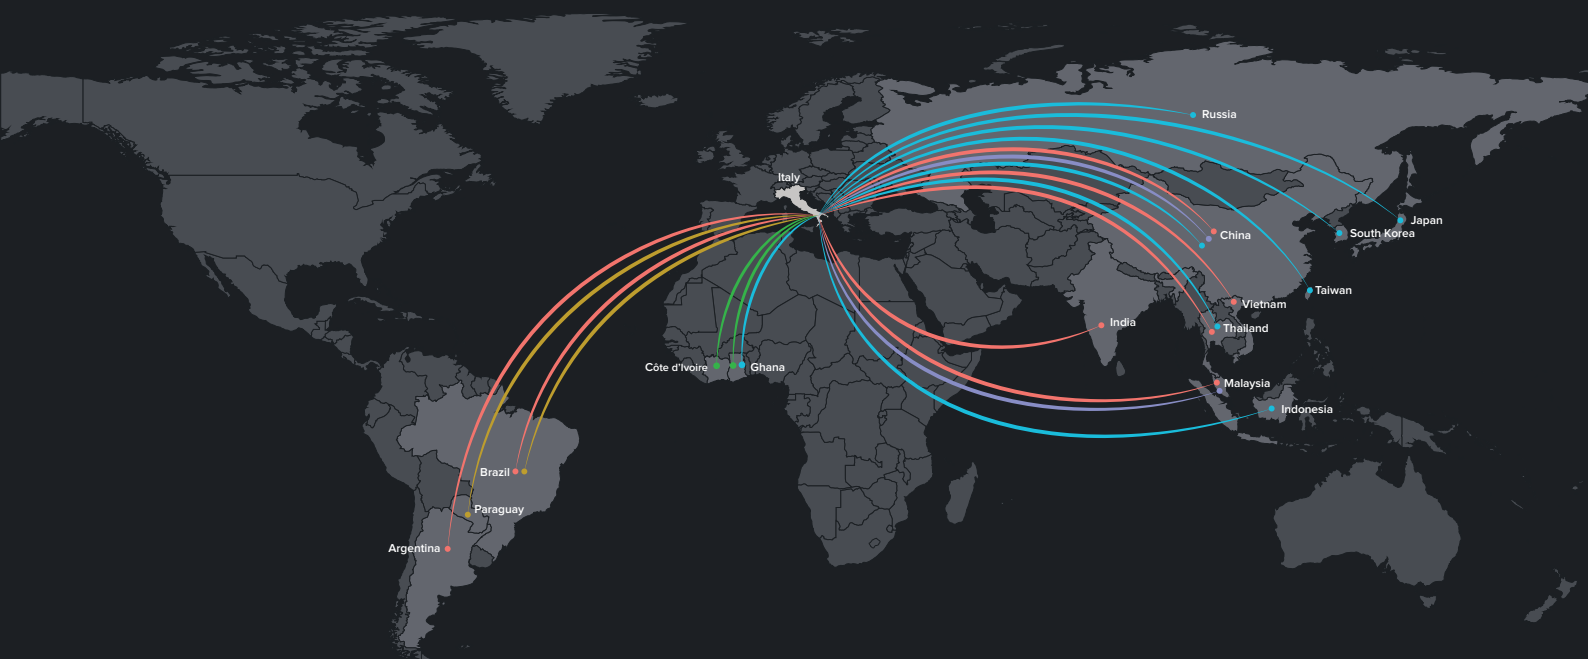 Russia
Italy
Japan
South Korea
China
Taiwan
Vietnam
India
Thailand
Côte d'Ivoire
Ghana
Malaysia
Indonesia
Brazil
Paraguay
Argentina